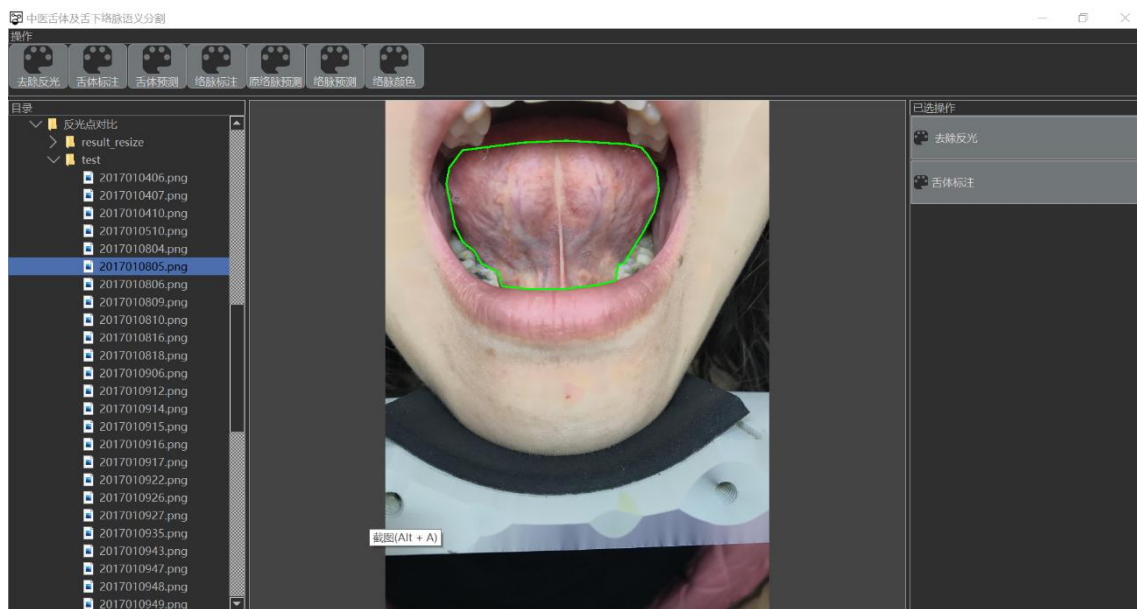 中医舌体及舌下络脉语义分割
操作
去除反光 舌体标注 舌体预测 络脉标注 原络脉预测 络脉预测 络脉颜色
目录
反光点对比
result_resize
test
2017010406.png
2017010407.png
2017010410.png
2017010510.png
2017010804.png
2017010805.png
2017010806.png
2017010809.png
2017010810.png
2017010816.png
2017010818.png
2017010906.png
2017010912.png
2017010914.png
2017010915.png
2017010916.png
2017010917.png
2017010922.png
2017010926.png
2017010927.png
2017010935.png
2017010943.png
2017010947.png
2017010948.png
2017010949.png
截图(Alt + A)
已选操作
去除反光
舌体标注